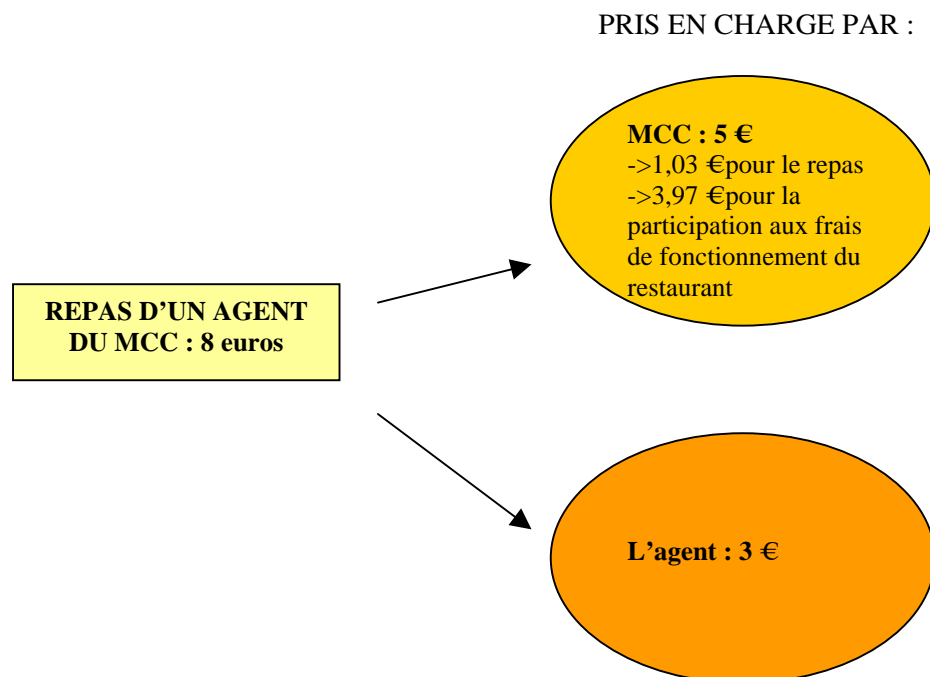 PRIS EN CHARGE PAR :
MCC : 5 €
->1,03 €pour le repas
->3,97 €pour la
participation aux frais
de fonctionnement du
restaurant
REPAS D’UN AGENT
DU MCC : 8 euros
L’agent : 3 €